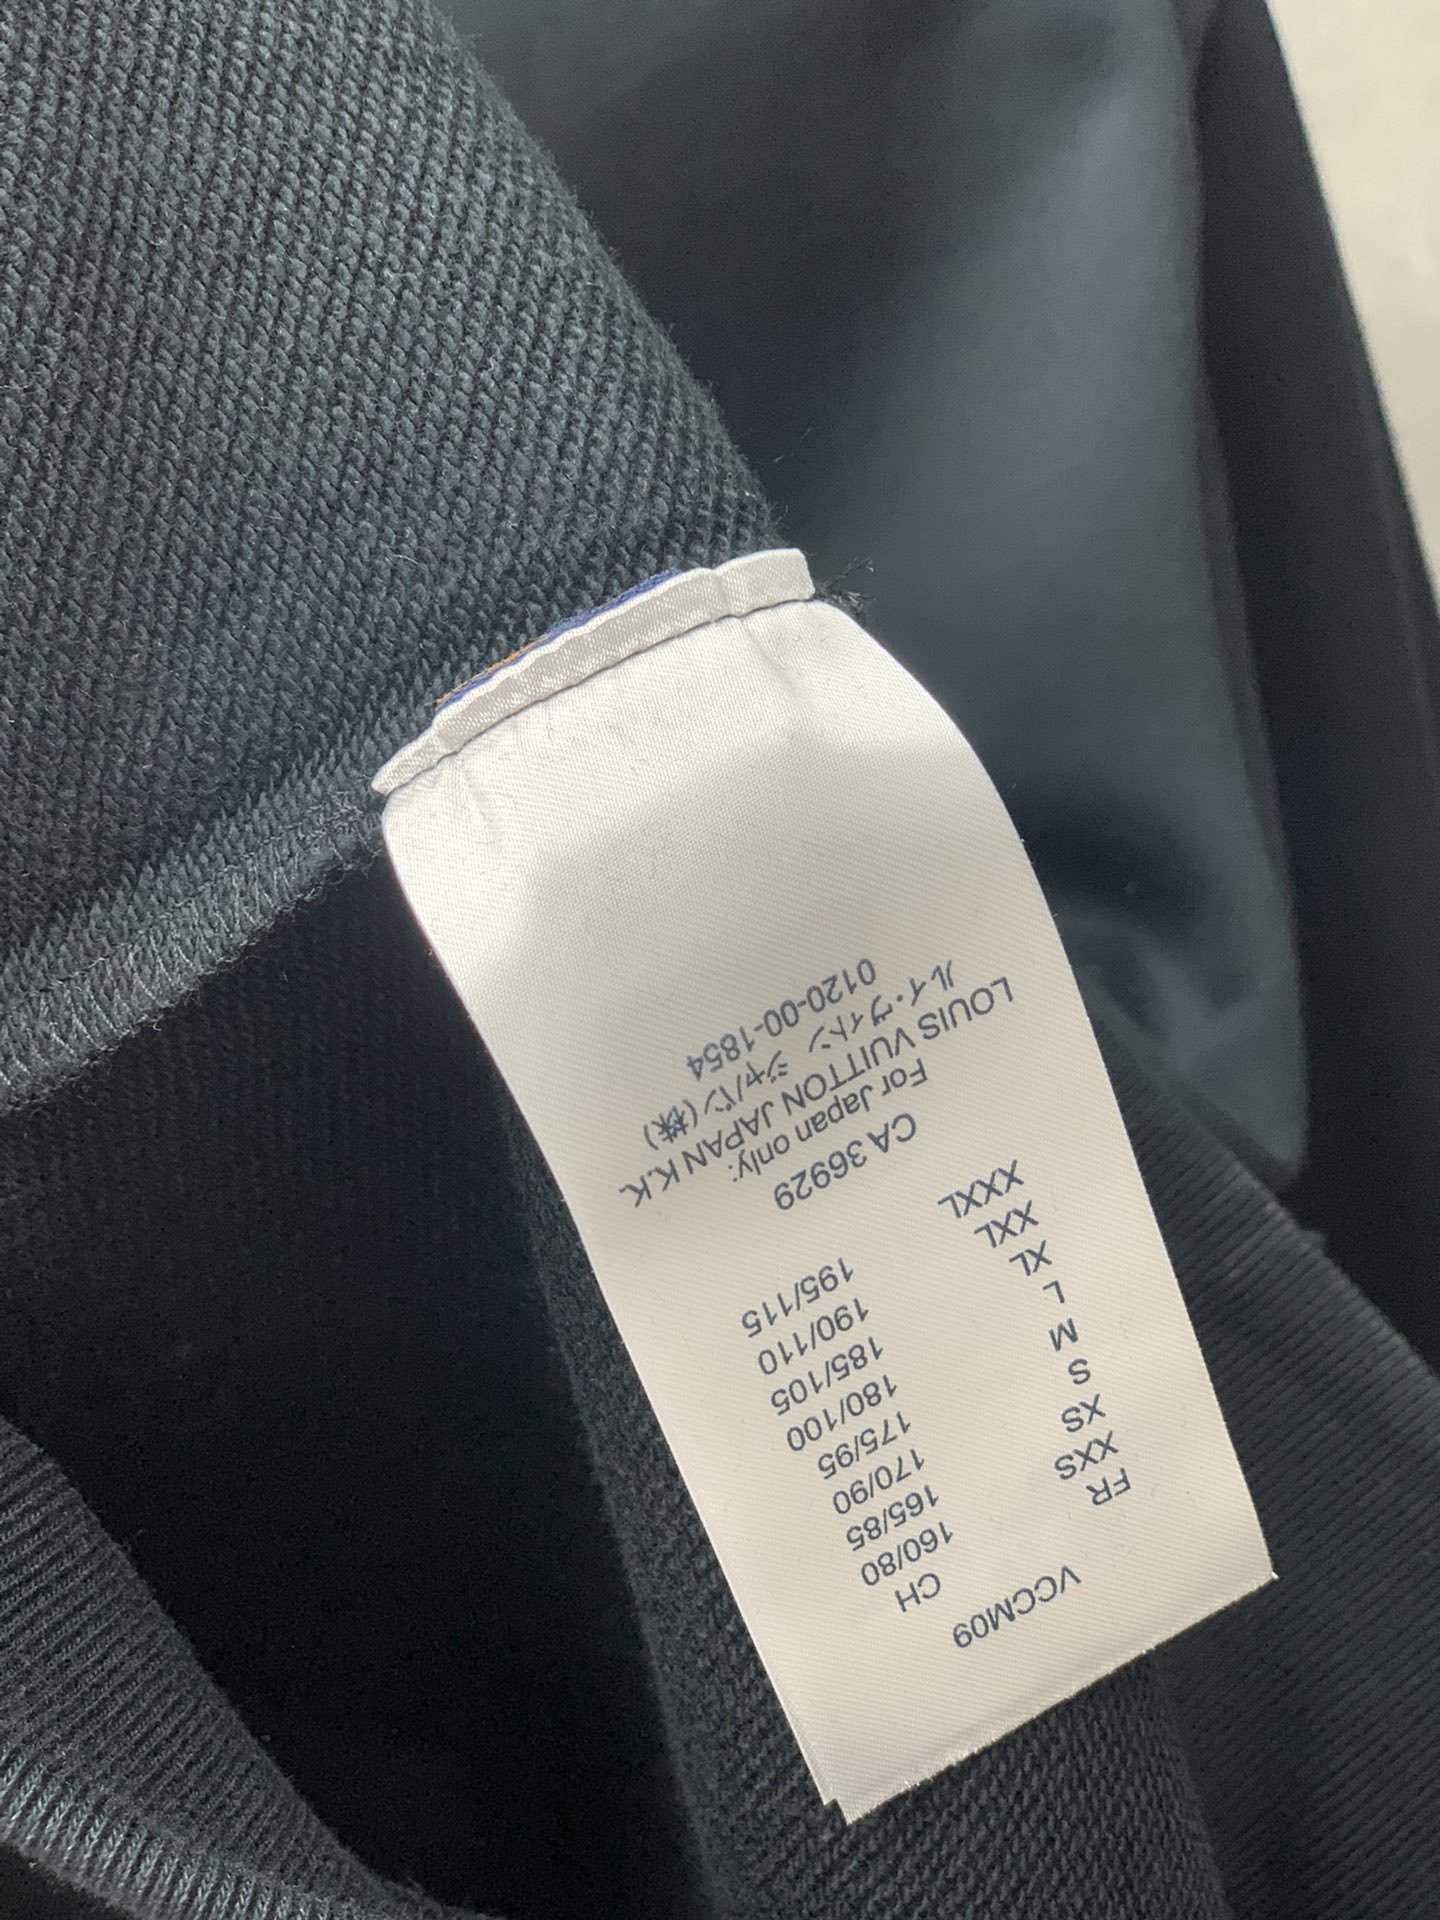 VCCM09
FR CH
XXS 160/80
XS 165/85
S 170/90
M 175/95
L 180/100
XL 185/105
XXL 190/110
XXXL 195/115
CA 36929
For Japan only:
LOUIS VUITTON JAPAN K.K.
ルイ・ヴィトン ジャパン(株)
0120-00-1854